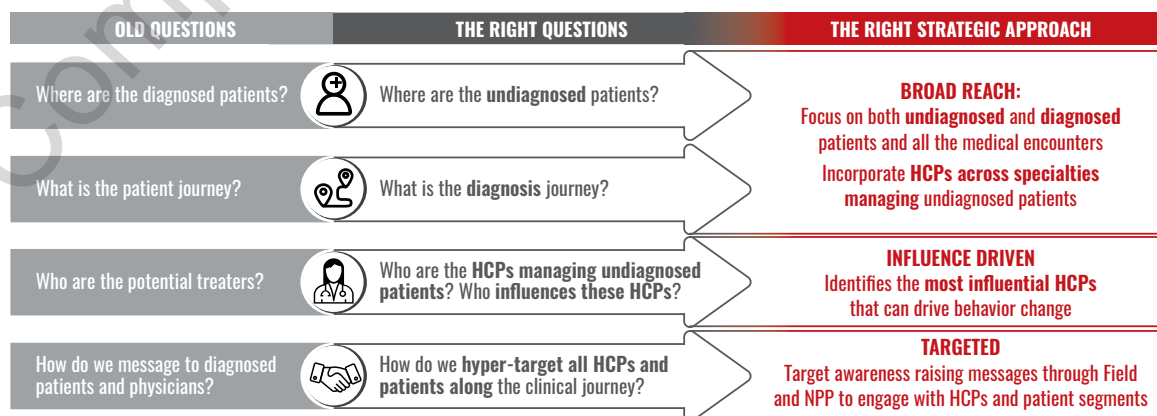 OLD QUESTIONS
THE RIGHT QUESTIONS
THE RIGHT STRATEGIC APPROACH
Where are the diagnosed patients?
Where are the undiagnosed patients?
BROAD REACH:
Focus on both undiagnosed and diagnosed
patients and all the medical encounters
What is the patient journey?
What is the diagnosis journey?
Incorporate HCPs across specialties
managing undiagnosed patients
Who are the potential treaters?
Who are the HCPs managing undiagnosed
patients? Who influences these HCPs?
INFLUENCE DRIVEN
Identifies the most influential HCPs
that can drive behavior change
How do we message to diagnosed
patients and physicians?
How do we hyper-target all HCPs and
patients along the clinical journey?
TARGETED
Target awareness raising messages through Field
and NPP to engage with HCPs and patient segments